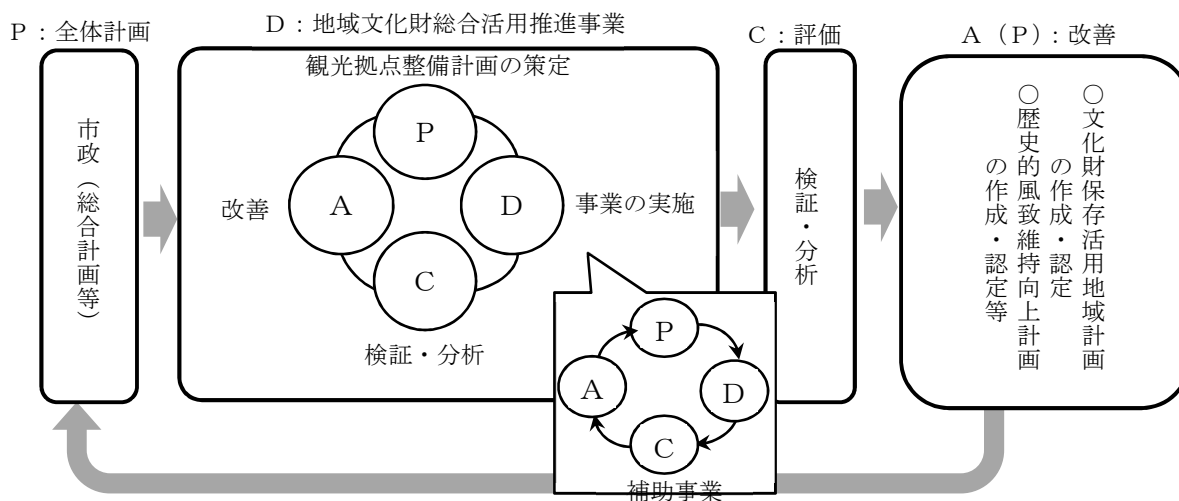 P：全体計画
市政（総合計画等）
D：地域文化財総合活用推進事業
観光拠点整備計画の策定
P
改善
A
D
事業の実施
C
検証・分析
P
A
D
C
補助事業
C：評価
検証・分析
A（P）：改善
○文化財保存活用地域計画
の作成・認定
○歴史的風致維持向上計画
の作成・認定等